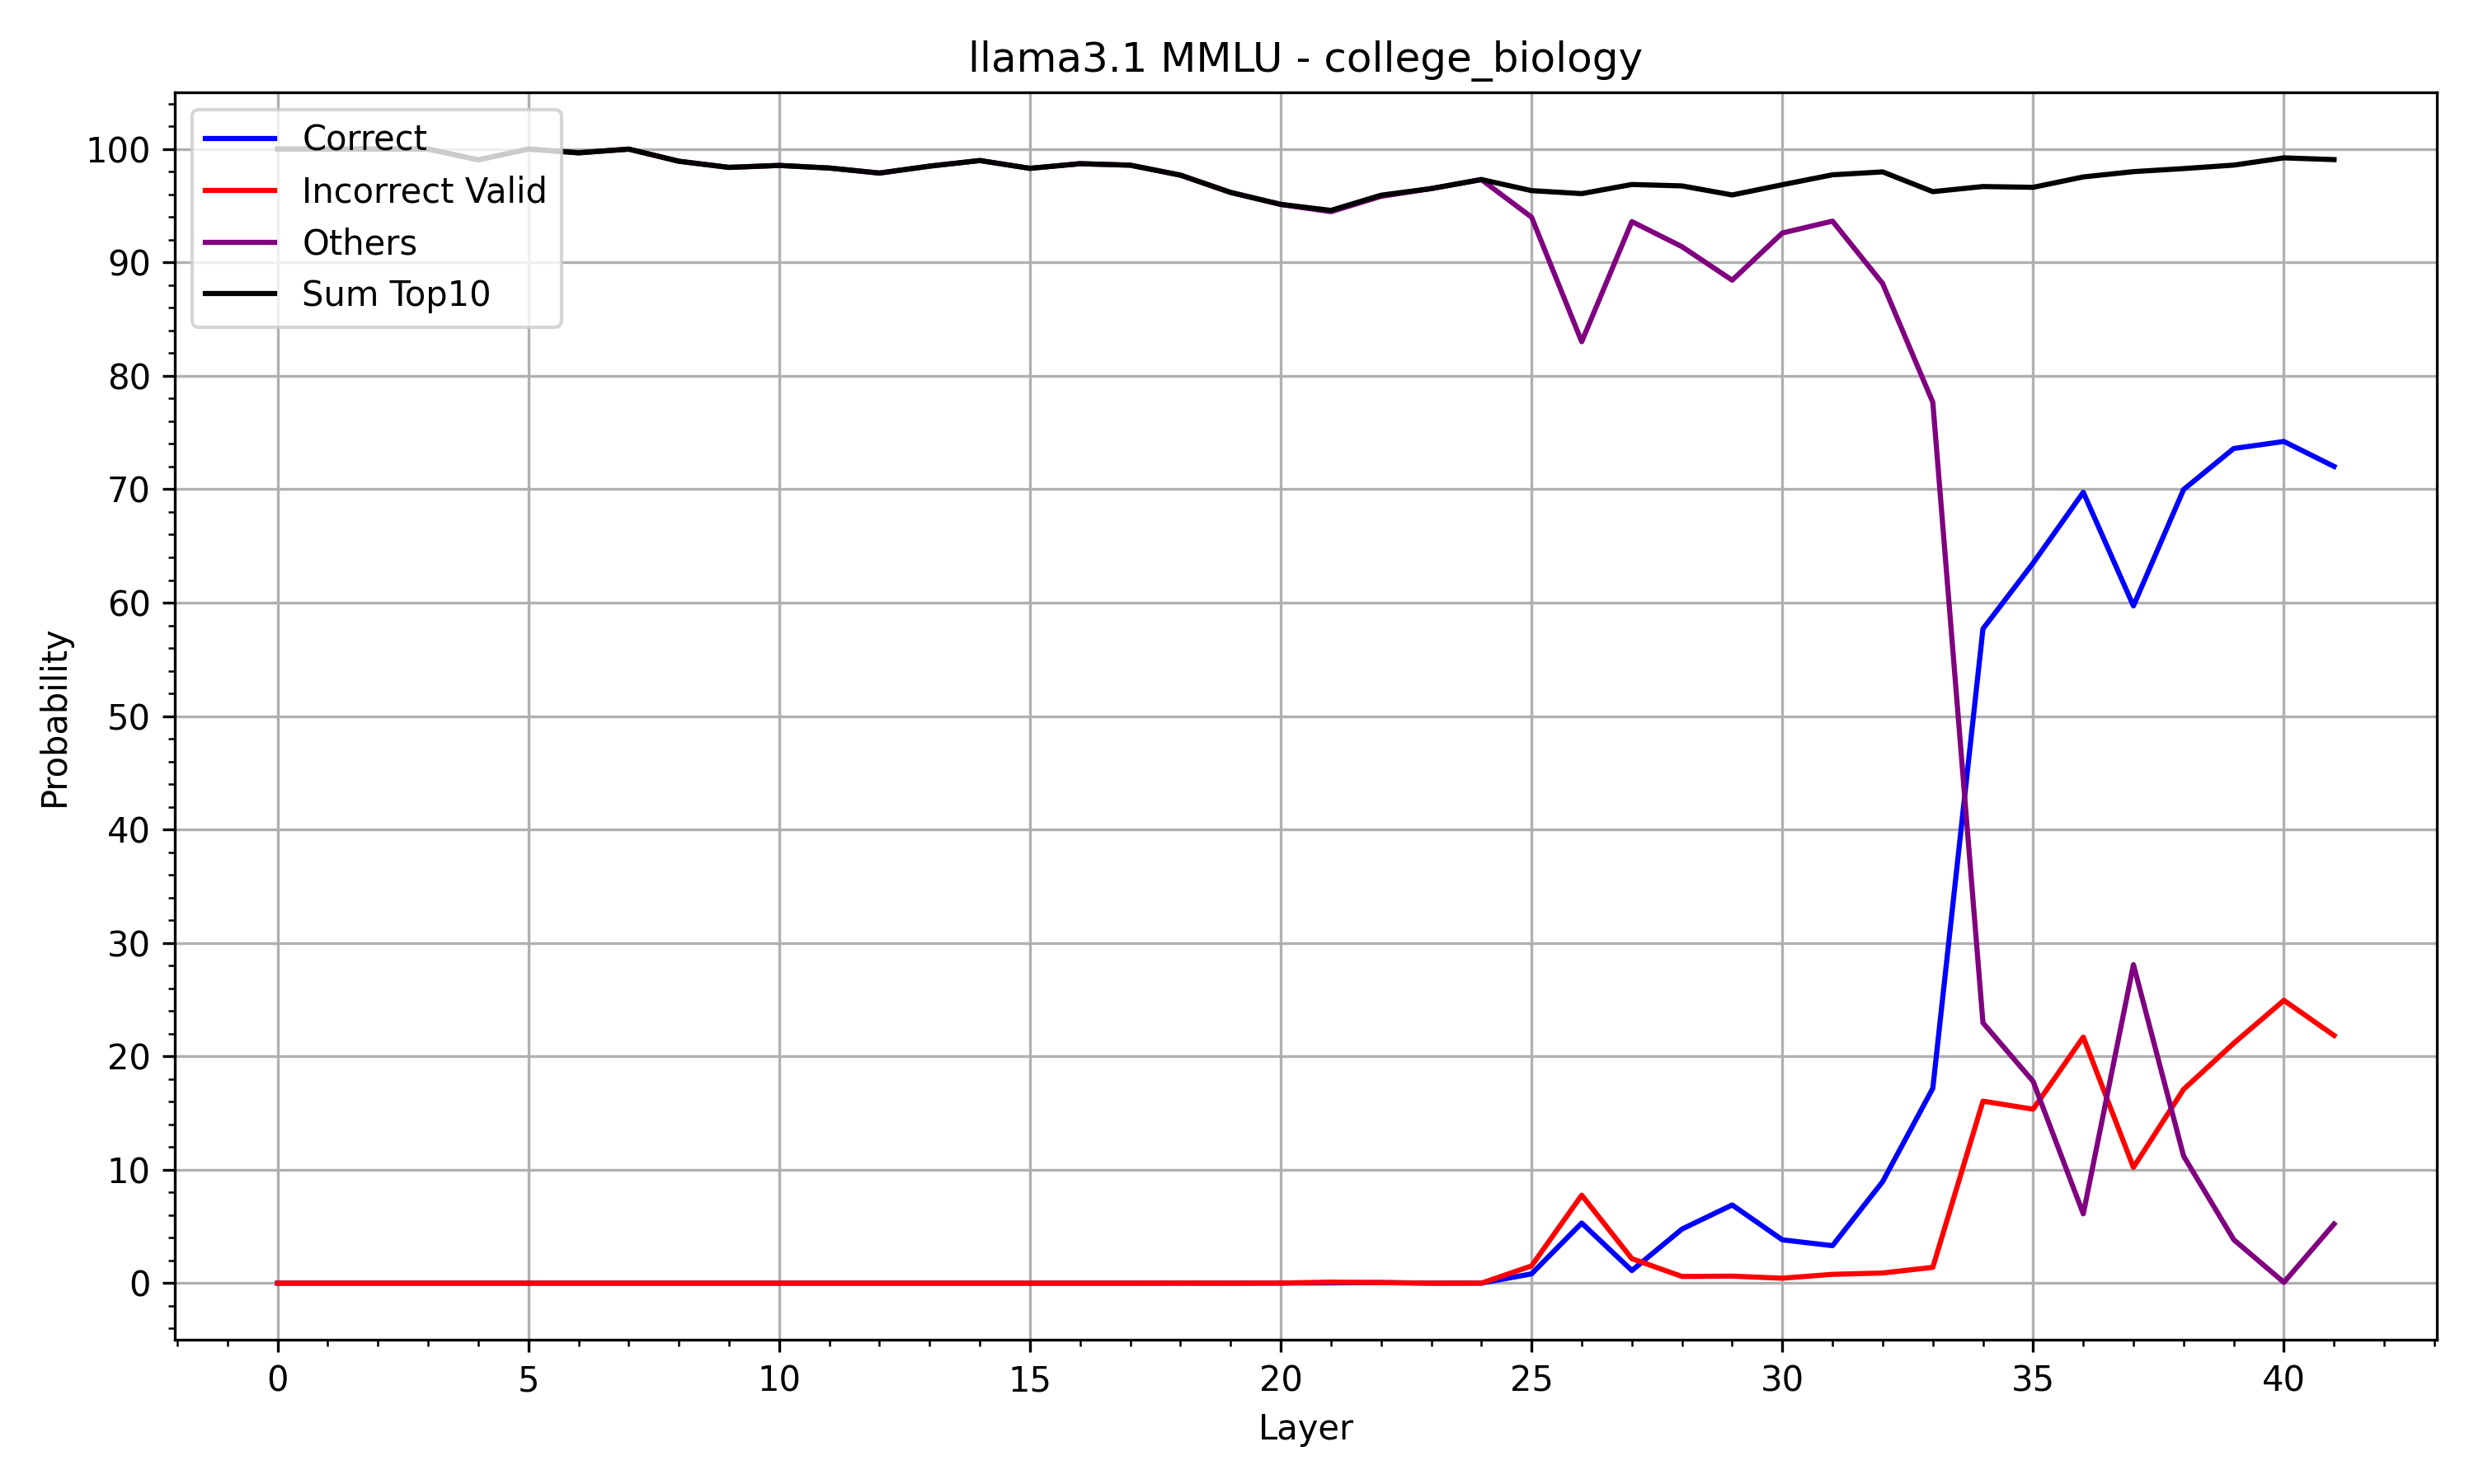 llama3.1 MMLU - college_biology
Correct
Incorrect Valid
Others
Sum Top10
Probability
100
90
80
70
60
50
40
30
20
10
0
0 5 10 15 20 25 30 35 40
Layer